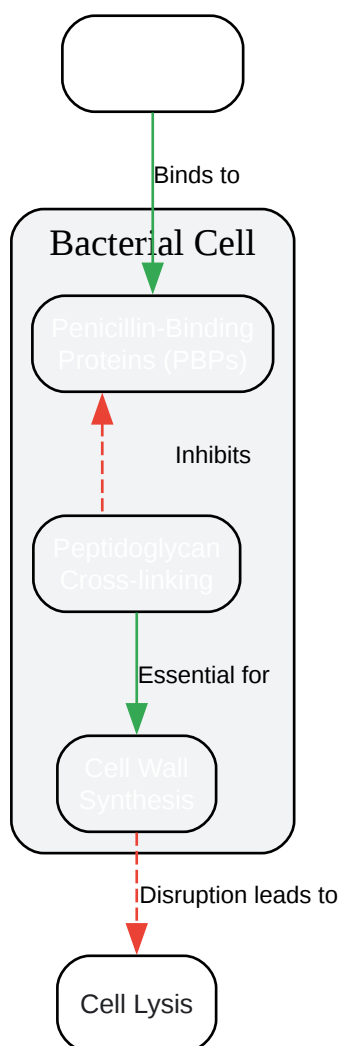 Binds to
Bacterial Cell
Penicillin-Binding
Proteins (PBPs)
Inhibits
Peptidoglycan
Cross-linking
Essential for
Cell Wall
Synthesis
Disruption leads to
Cell Lysis